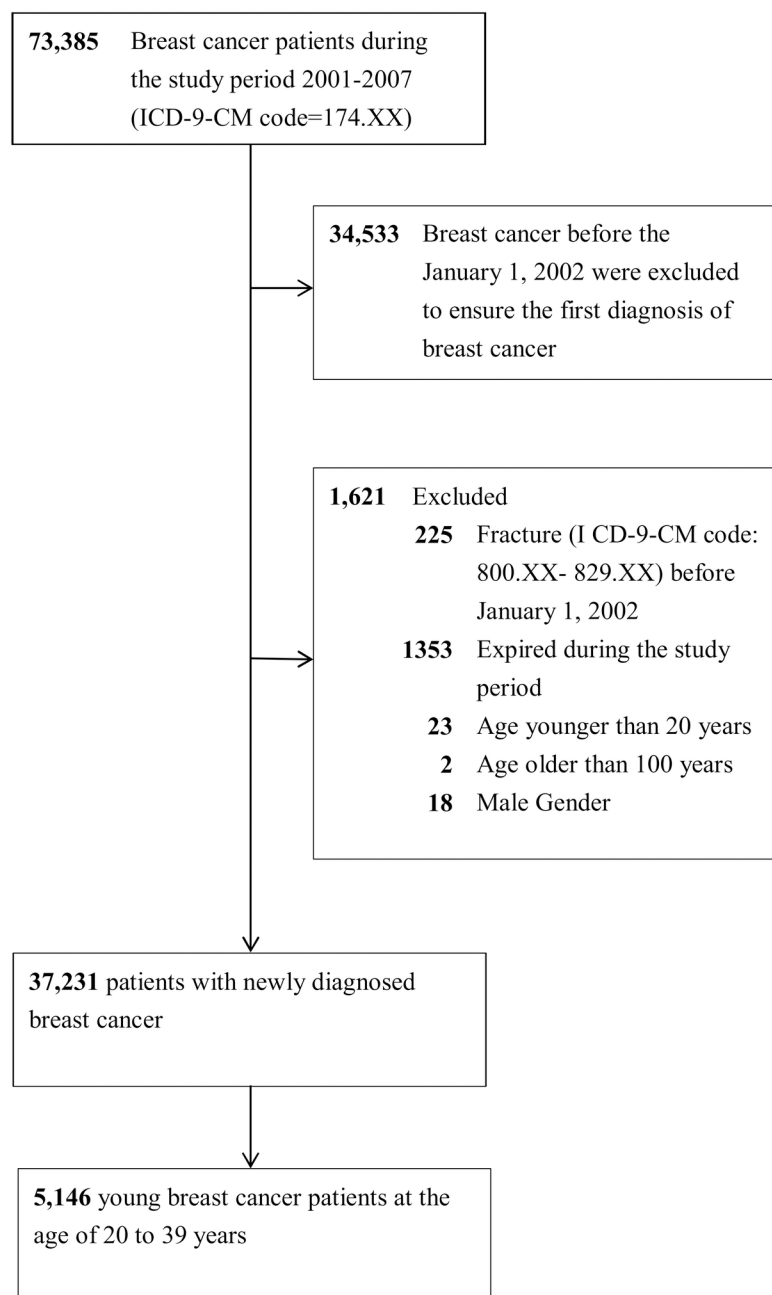 73,385 Breast cancer patients during
the study period 2001-2007
(ICD-9-CM code=174.XX)
34,533 Breast cancer before the
January 1, 2002 were excluded
to ensure the first diagnosis of
breast cancer
1,621 Excluded
225 Fracture (I CD-9-CM code:
800.XX- 829.XX) before
January 1, 2002
1353 Expired during the study
period
23 Age younger than 20 years
2 Age older than 100 years
18 Male Gender
37,231 patients with newly diagnosed
breast cancer
5,146 young breast cancer patients at the
age of 20 to 39 years